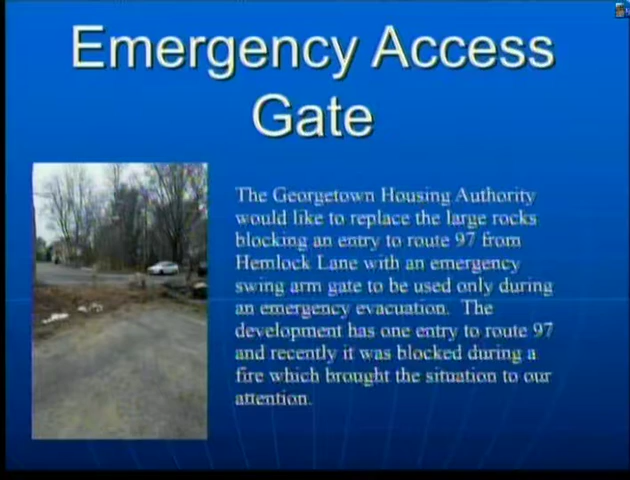 Emergency Access
Gate
The Georgetown Housing Authority
would like to replace the large rocks
blocking an entry to route 97 from
Hemlock Lane with an emergency
swing arm gate to be used only during
an emergency evacuation. The
development has one entry to route 97
and recently it was blocked during a
fire which brought the situation to our
attention.